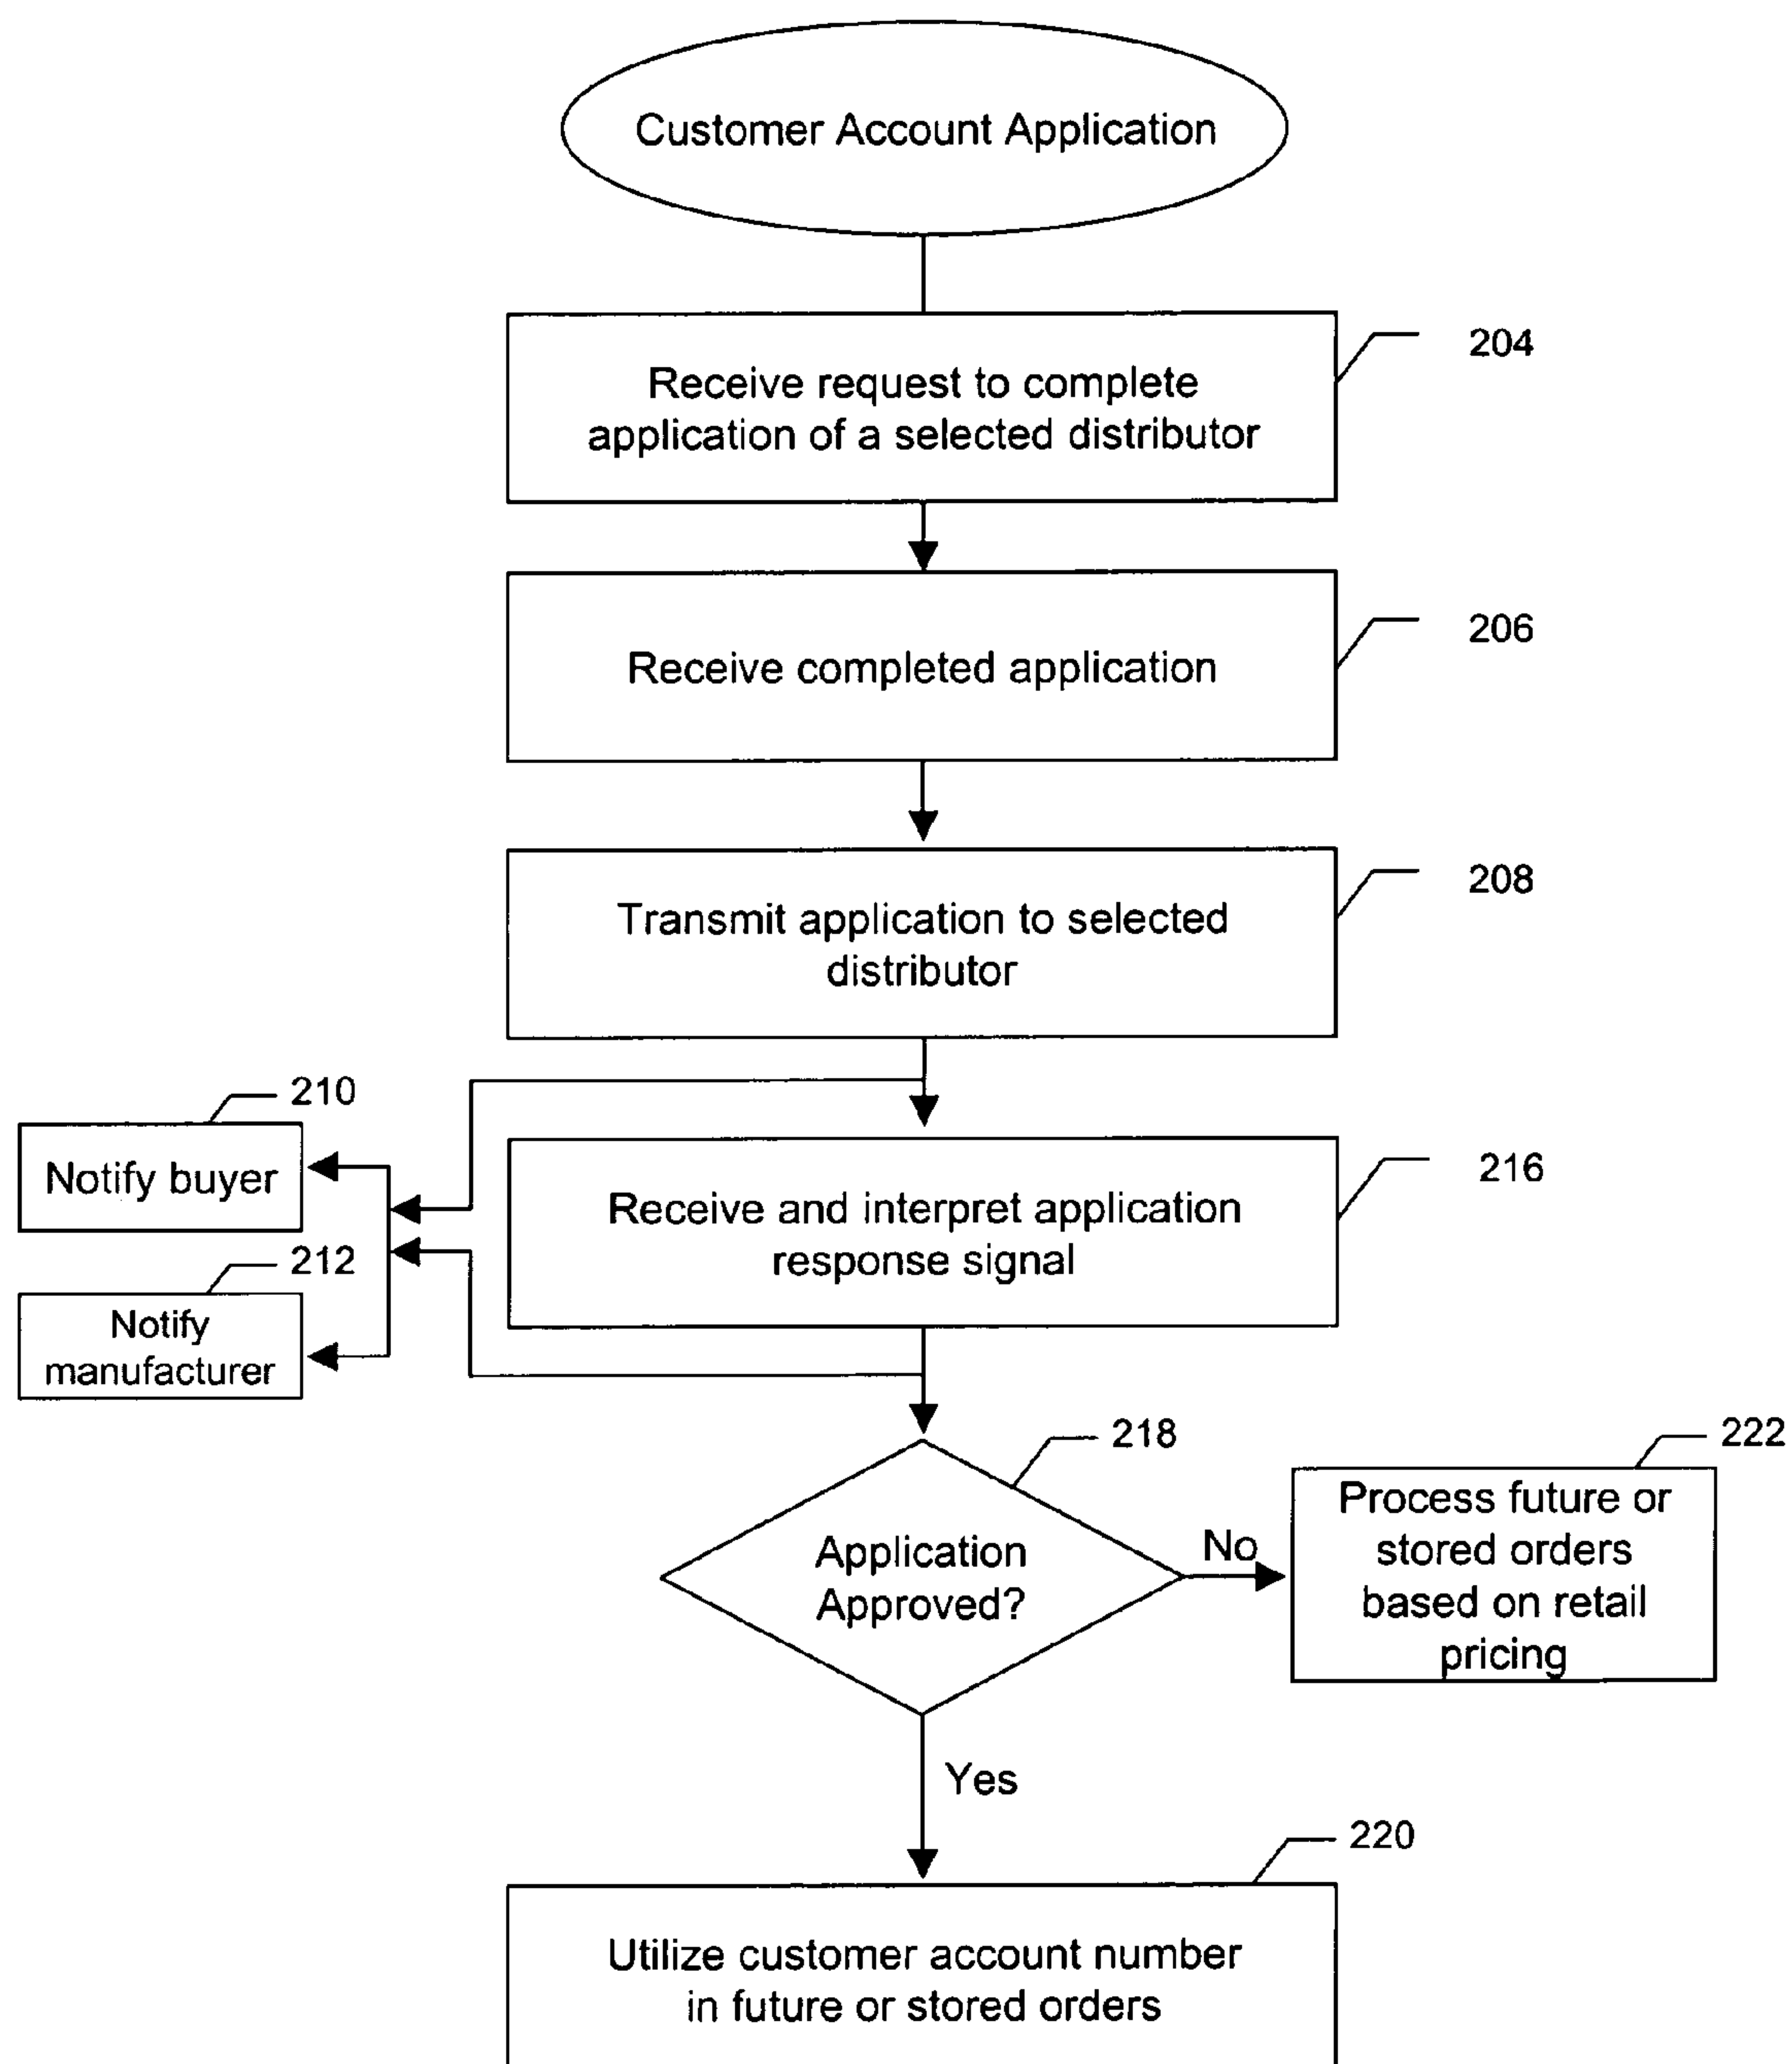 Customer Account Application
204
Receive request to complete
application of a selected distributor
206
Receive completed application
208
Transmit application to selected
distributor
210
Notify buyer
212
Notify
manufacturer
216
Receive and interpret application
response signal
218
Application
Approved?
No
222
Process future or
stored orders
based on retail
pricing
Yes
220
Utilize customer account number
in future or stored orders